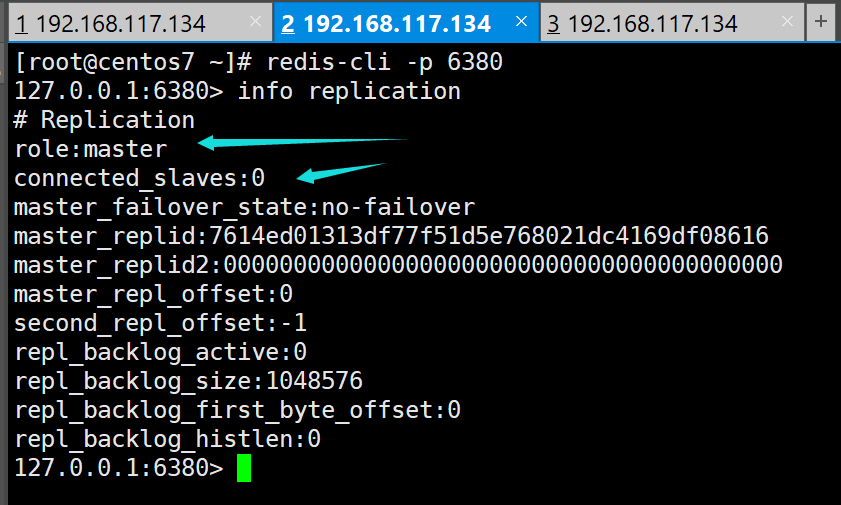 1 192.168.117.134 × 2 192.168.117.134 × 3 192.168.117.134 × +
[root@centos7 ~]# redis-cli -p 6380
127.0.0.1:6380> info replication
# Replication
role:master
connected_slaves:0
master_failover_state:no-failover
master_replid:7614ed01313df77f51d5e768021dc4169df08616
master_replid2:0000000000000000000000000000000000000000
master_repl_offset:0
second_repl_offset:-1
repl_backlog_active:0
repl_backlog_size:1048576
repl_backlog_first_byte_offset:0
repl_backlog_histlen:0
127.0.0.1:6380>